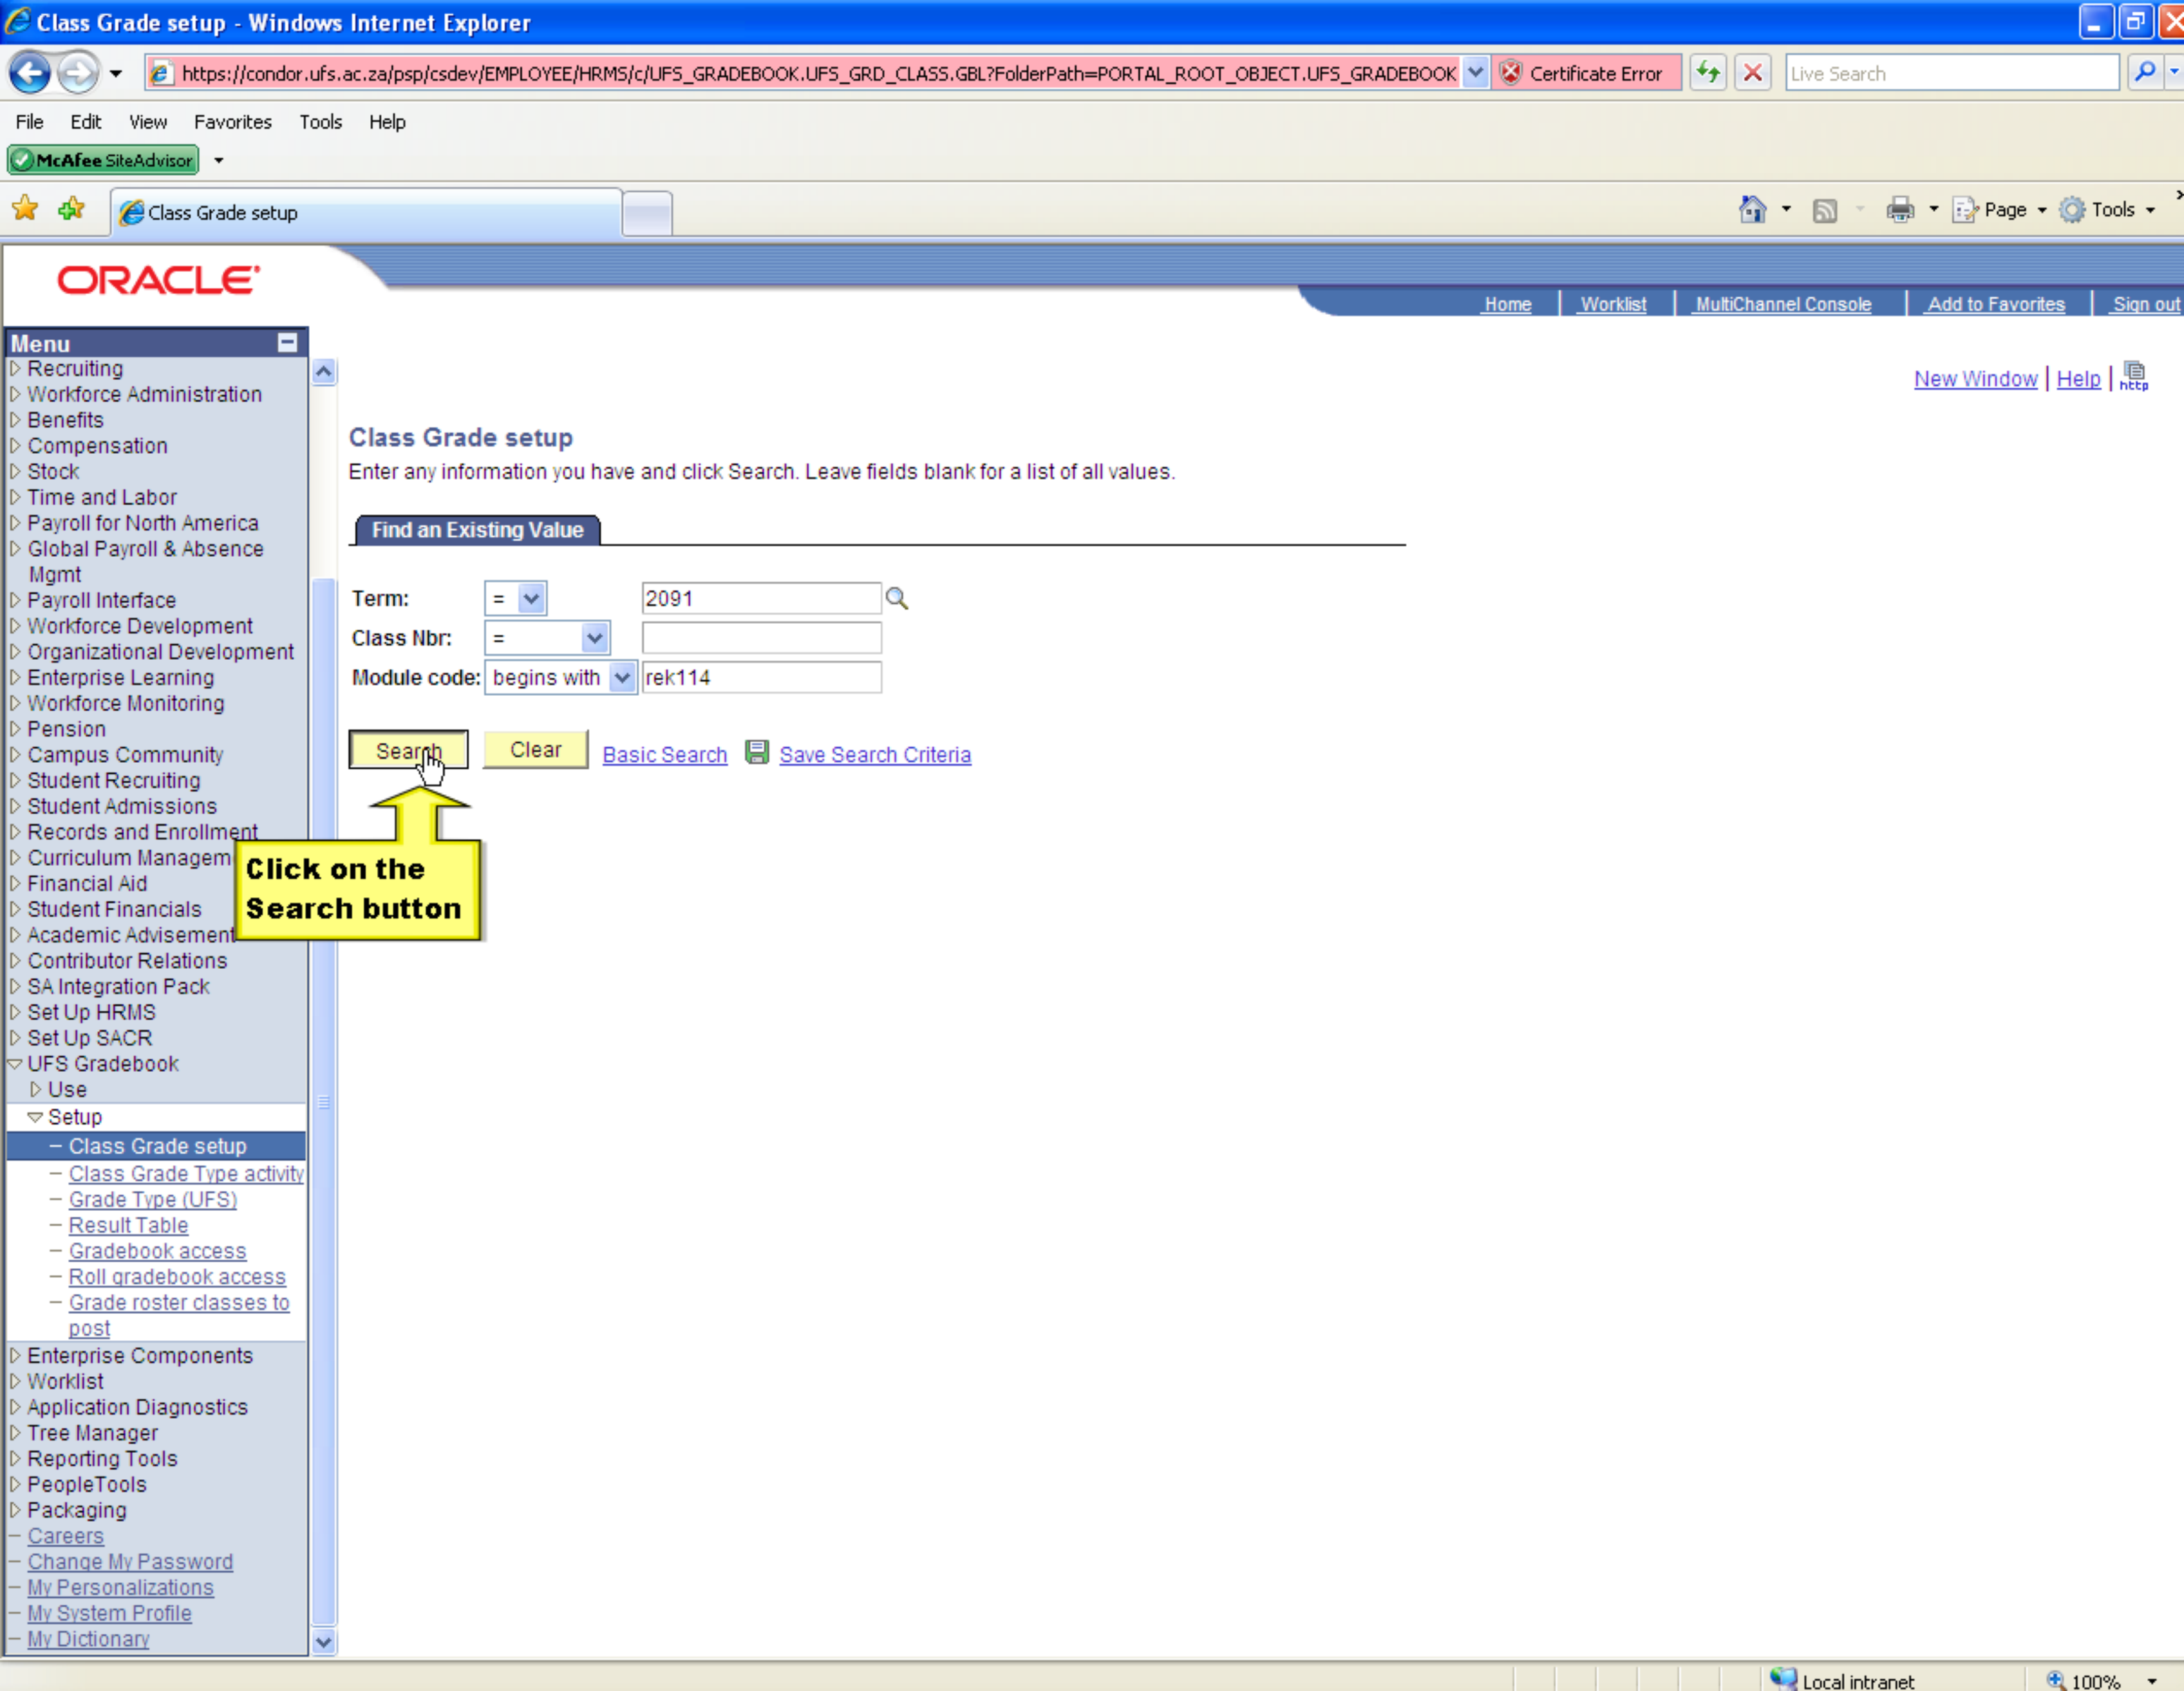 Class Grade setup - Windows Internet Explorer
https://condor.ufs.ac.za/psp/csdev/EMPLOYEE/HRMS/c/UFS_GRADEBOOK.UFS_GRD_CLASS.GBL?FolderPath=PORTAL_ROOT_OBJECT.UFS_GRADEBOOK Certificate Error Live Search
File Edit View Favorites Tools Help
McAfee SiteAdvisor
Class Grade setup Page Tools
ORACLE
Home Worklist MultiChannel Console Add to Favorites Sign out
Menu
Recruiting
Workforce Administration
Benefits
Compensation
Stock
Time and Labor
Payroll for North America
Global Payroll & Absence
Mgmt
Payroll Interface
Workforce Development
Organizational Development
Enterprise Learning
Workforce Monitoring
Pension
Campus Community
Student Recruiting
Student Admissions
Records and Enrollment
Curriculum Managem
Financial Aid
Student Financials
Academic Advisement
Contributor Relations
SA Integration Pack
Set Up HRMS
Set Up SACR
UFS Gradebook
Use
Setup
– Class Grade setup
– Class Grade Type activity
– Grade Type (UFS)
– Result Table
– Gradebook access
– Roll gradebook access
– Grade roster classes to
post
Enterprise Components
Worklist
Application Diagnostics
Tree Manager
Reporting Tools
PeopleTools
Packaging
– Careers
– Change My Password
– My Personalizations
– My System Profile
– My Dictionary
New Window | Help | http
Class Grade setup
Enter any information you have and click Search. Leave fields blank for a list of all values.
Find an Existing Value
Term: = 2091
Class Nbr: =
Module code: begins with rek114
Search Clear Basic Search Save Search Criteria
Click on the
Search button
Local intranet 100%